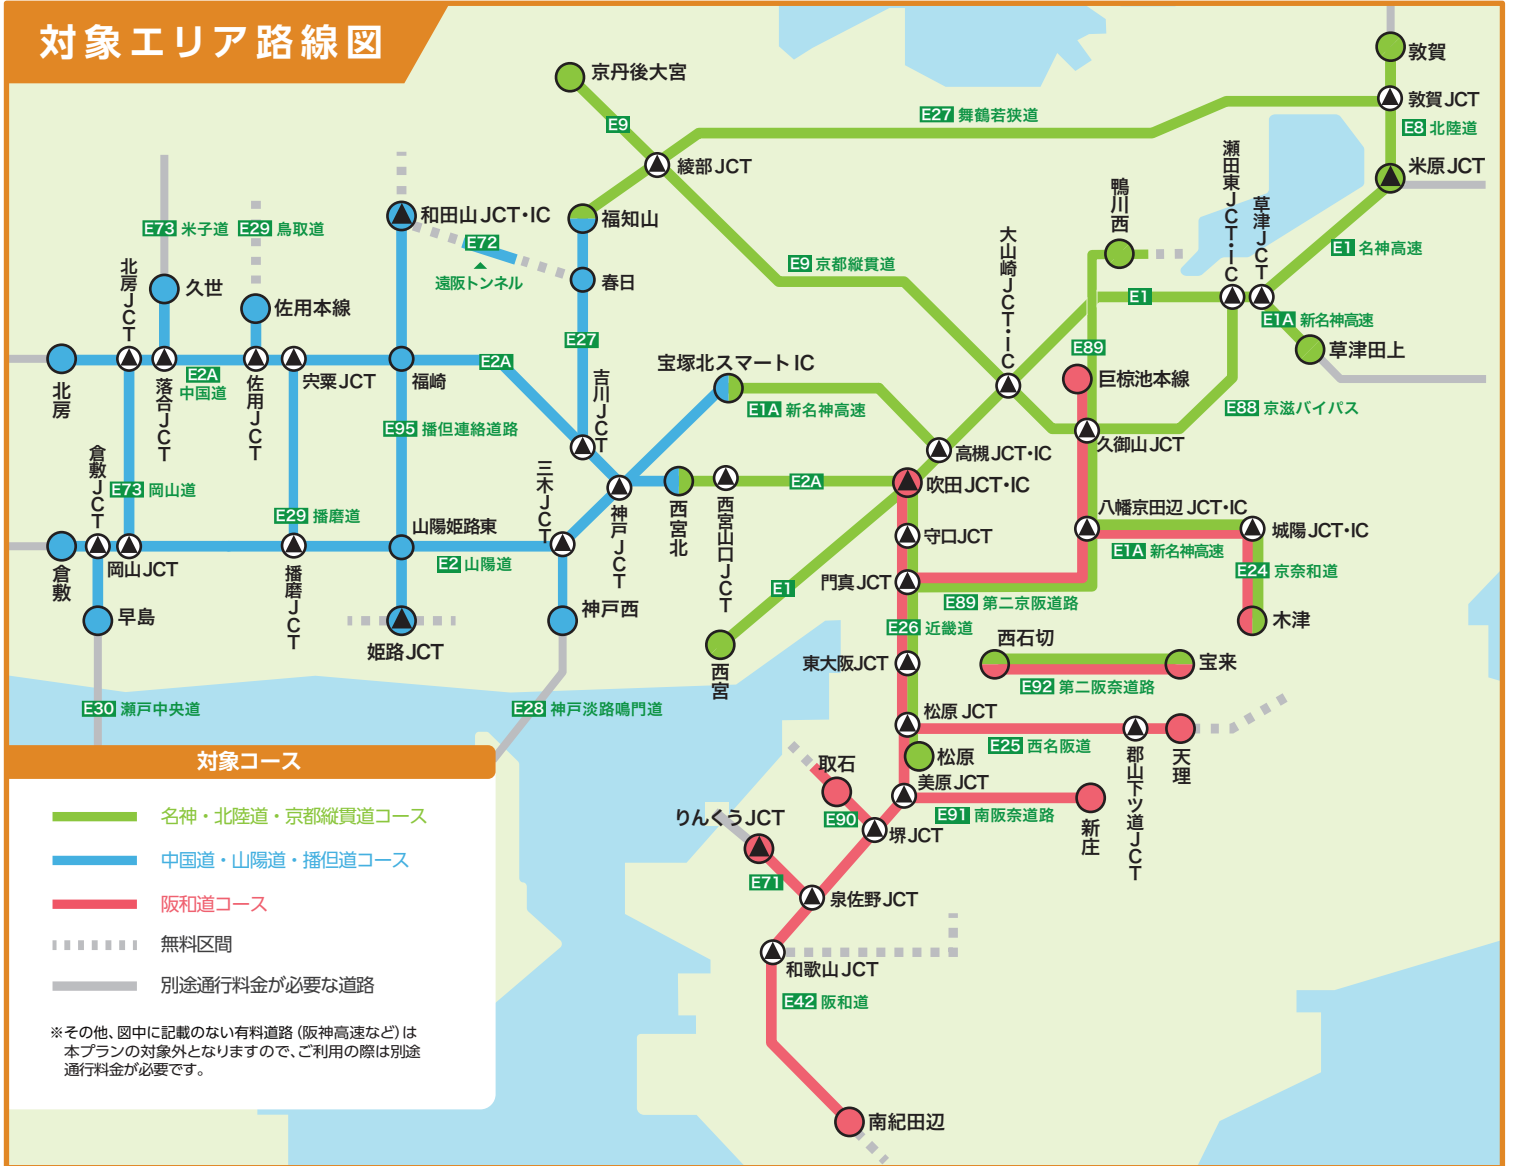 対象エリア路線図
京丹後大宮
敦賀
E27 舞鶴若狭道
敦賀JCT
E9
E8 北陸道
綾部JCT
瀬田東JCT・IC
米原JCT
鴨川西
草津JCT
和田山JCT・IC
福知山
E73 米子道
E29 鳥取道
E72
大山崎JCT・IC
E1 名神高速
北房JCT
E9 京都縦貫道
遠阪トンネル
春日
久世
E1
佐用本線
E1A 新名神高速
E27
E89
草津田上
宝塚北スマートIC
E2A
北房
落合JCT
E2A
中国道
佐用JCT
宍粟JCT
福崎
吉川JCT
巨椋池本線
E1A 新名神高速
E88 京滋バイパス
E95 播但連絡道路
倉敷JCT
久御山JCT
高槻JCT・IC
三木JCT
E2A
吹田JCT・IC
E73 岡山道
神戸JCT
西宮北
西宮山口JCT
八幡京田辺JCT・IC
E29 播磨道
山陽姫路東
守口JCT
城陽JCT・IC
E1A 新名神高速
E2 山陽道
倉敷
岡山JCT
播磨JCT
E24 京奈和道
門真JCT
E1
E89 第二京阪道路
早島
神戸西
木津
E26 近畿道
西石切
姫路JCT
東大阪JCT
宝来
西宮
E92 第二阪奈道路
E30 瀬戸中央道
E28 神戸淡路鳴門道
松原JCT
E25 西名阪道
郡山下ツ道JCT
天理
松原
取石
美原JCT
りんくうJCT
E90
E91 南阪奈道路
新庄
堺JCT
E71
泉佐野JCT
和歌山JCT
E42 阪和道
南紀田辺
対象コース
名神・北陸道・京都縦貫道コース
中国道・山陽道・播但道コース
阪和道コース
無料区間
別途通行料金が必要な道路
※その他、図中に記載のない有料道路（阪神高速など）は
本プランの対象外となりますので、ご利用の際は別途
通行料金が必要です。